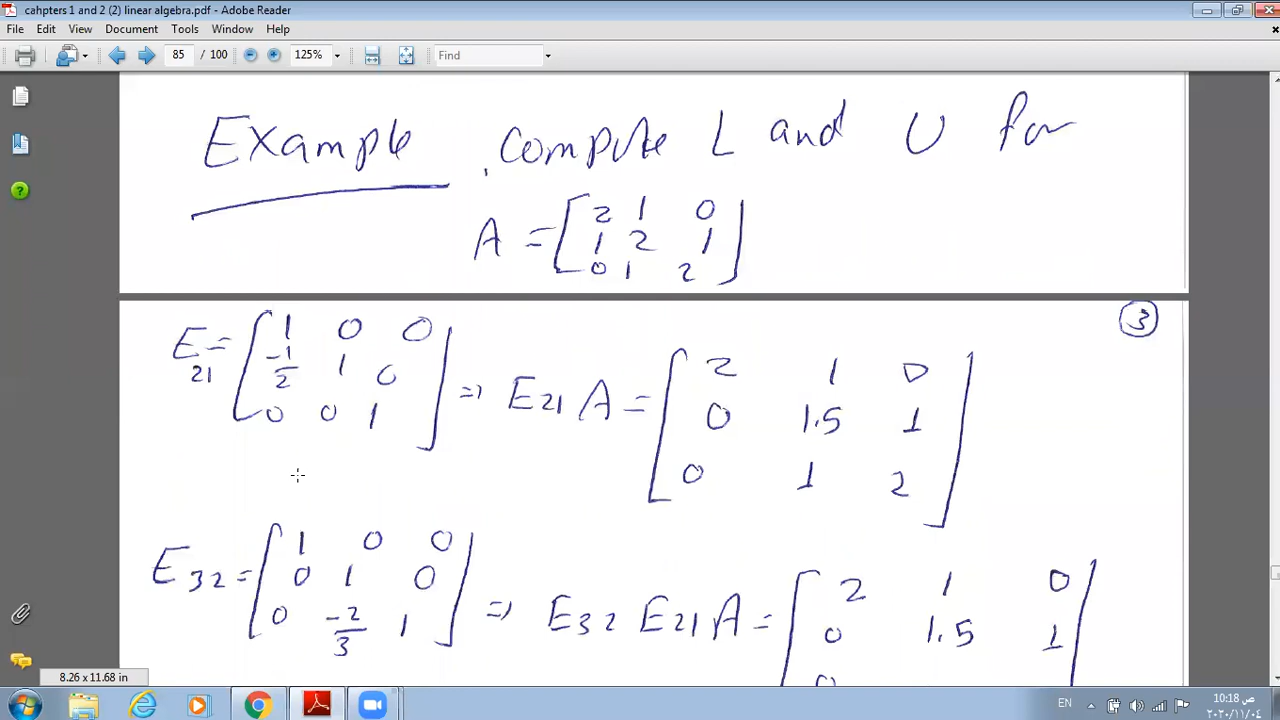 cahpters 1 and 2 (2) linear algebra.pdf - Adobe Reader
File Edit View Document Tools Window Help
85 / 100 125% Find
Example . compute L and U for
A = [ 2 1 0
1 2 1
0 1 2 ]
3
E21 = [ 1 0 0
-1/2 1 0
0 0 1 ] ⇒ E21 A = [ 2 1 0
0 1.5 1
0 1 2 ]
E32 = [ 1 0 0
0 1 0
0 -2/3 1 ] ⇒ E32 E21 A = [ 2 1 0
0 1.5 1
0
8.26 x 11.68 in
EN
10:18 ص
٢٠٢٠/١١/٠٤